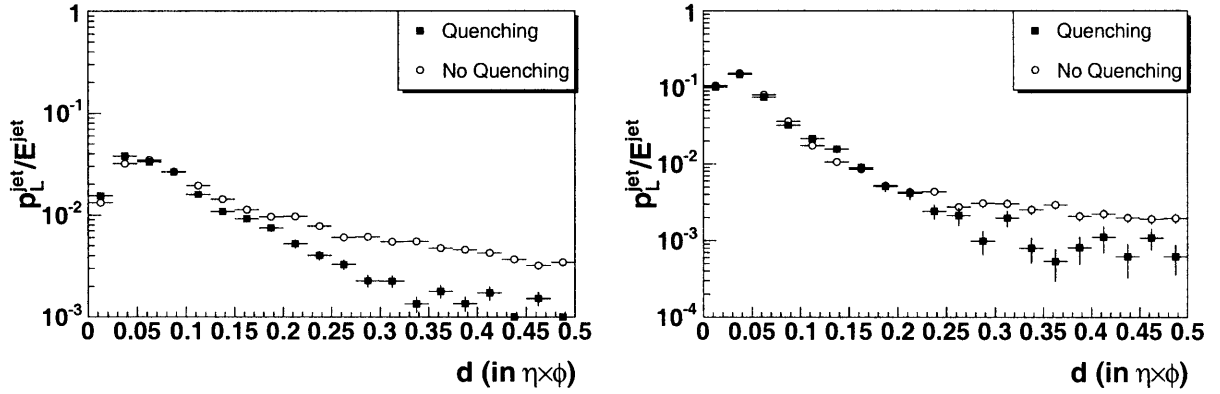 1
10⁻¹
10⁻²
10⁻³
p_L^jet/E^jet
Quenching
No Quenching
0 0.05 0.1 0.15 0.2 0.25 0.3 0.35 0.4 0.45 0.5
d (in η×ϕ)
1
10⁻¹
10⁻²
10⁻³
10⁻⁴
p_L^jet/E^jet
Quenching
No Quenching
0 0.05 0.1 0.15 0.2 0.25 0.3 0.35 0.4 0.45 0.5
d (in η×ϕ)